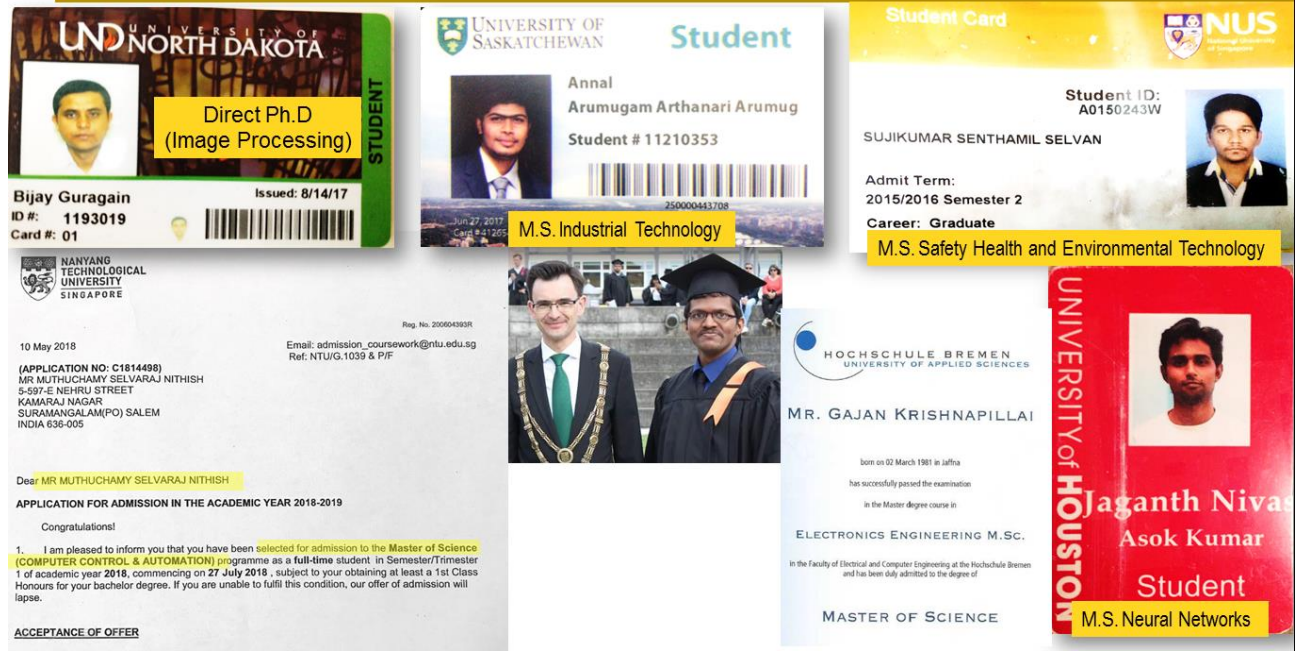 UNIVERSITY OF
UND NORTH DAKOTA
STUDENT
Direct Ph.D
(Image Processing)
Bijay Guragain
Issued: 8/14/17
ID #: 1193019
Card #: 01
UNIVERSITY OF
SASKATCHEWAN
Student
Annal
Arumugam Arthanari Arumug
Student # 11210353
250000443708
Jun 27, 2017
Card # 41265
M.S. Industrial Technology
Student Card
NUS
National University
of Singapore
Student ID:
A0150243W
SUJIKUMAR SENTHAMIL SELVAN
Admit Term:
2015/2016 Semester 2
Career: Graduate
M.S. Safety Health and Environmental Technology
NANYANG
TECHNOLOGICAL
UNIVERSITY
SINGAPORE
Reg. No. 200604393R
10 May 2018
Email: admission_coursework@ntu.edu.sg
Ref: NTU/G.1039 & P/F
(APPLICATION NO: C1814498)
MR MUTHUCHAMY SELVARAJ NITHISH
5-597-E NEHRU STREET
KAMARAJ NAGAR
SURAMANGALAM(PO) SALEM
INDIA 636-005
Dear MR MUTHUCHAMY SELVARAJ NITHISH
APPLICATION FOR ADMISSION IN THE ACADEMIC YEAR 2018-2019
Congratulations!
1. I am pleased to inform you that you have been selected for admission to the Master of Science
(COMPUTER CONTROL & AUTOMATION) programme as a full-time student in Semester/Trimester
1 of academic year 2018, commencing on 27 July 2018 , subject to your obtaining at least a 1st Class
Honours for your bachelor degree. If you are unable to fulfil this condition, our offer of admission will
lapse.
ACCEPTANCE OF OFFER
HOCHSCHULE BREMEN
UNIVERSITY OF APPLIED SCIENCES
MR. GAJAN KRISHNAPILLAI
born on 02 March 1981 in Jaffna
has successfully passed the examination
in the Master degree course in
ELECTRONICS ENGINEERING M.SC.
in the Faculty of Electrical and Computer Engineering at the Hochschule Bremen
and has been duly admitted to the degree of
MASTER OF SCIENCE
UNIVERSITY of HOUSTON
Jaganth Nivas
Asok Kumar
Student
M.S. Neural Networks